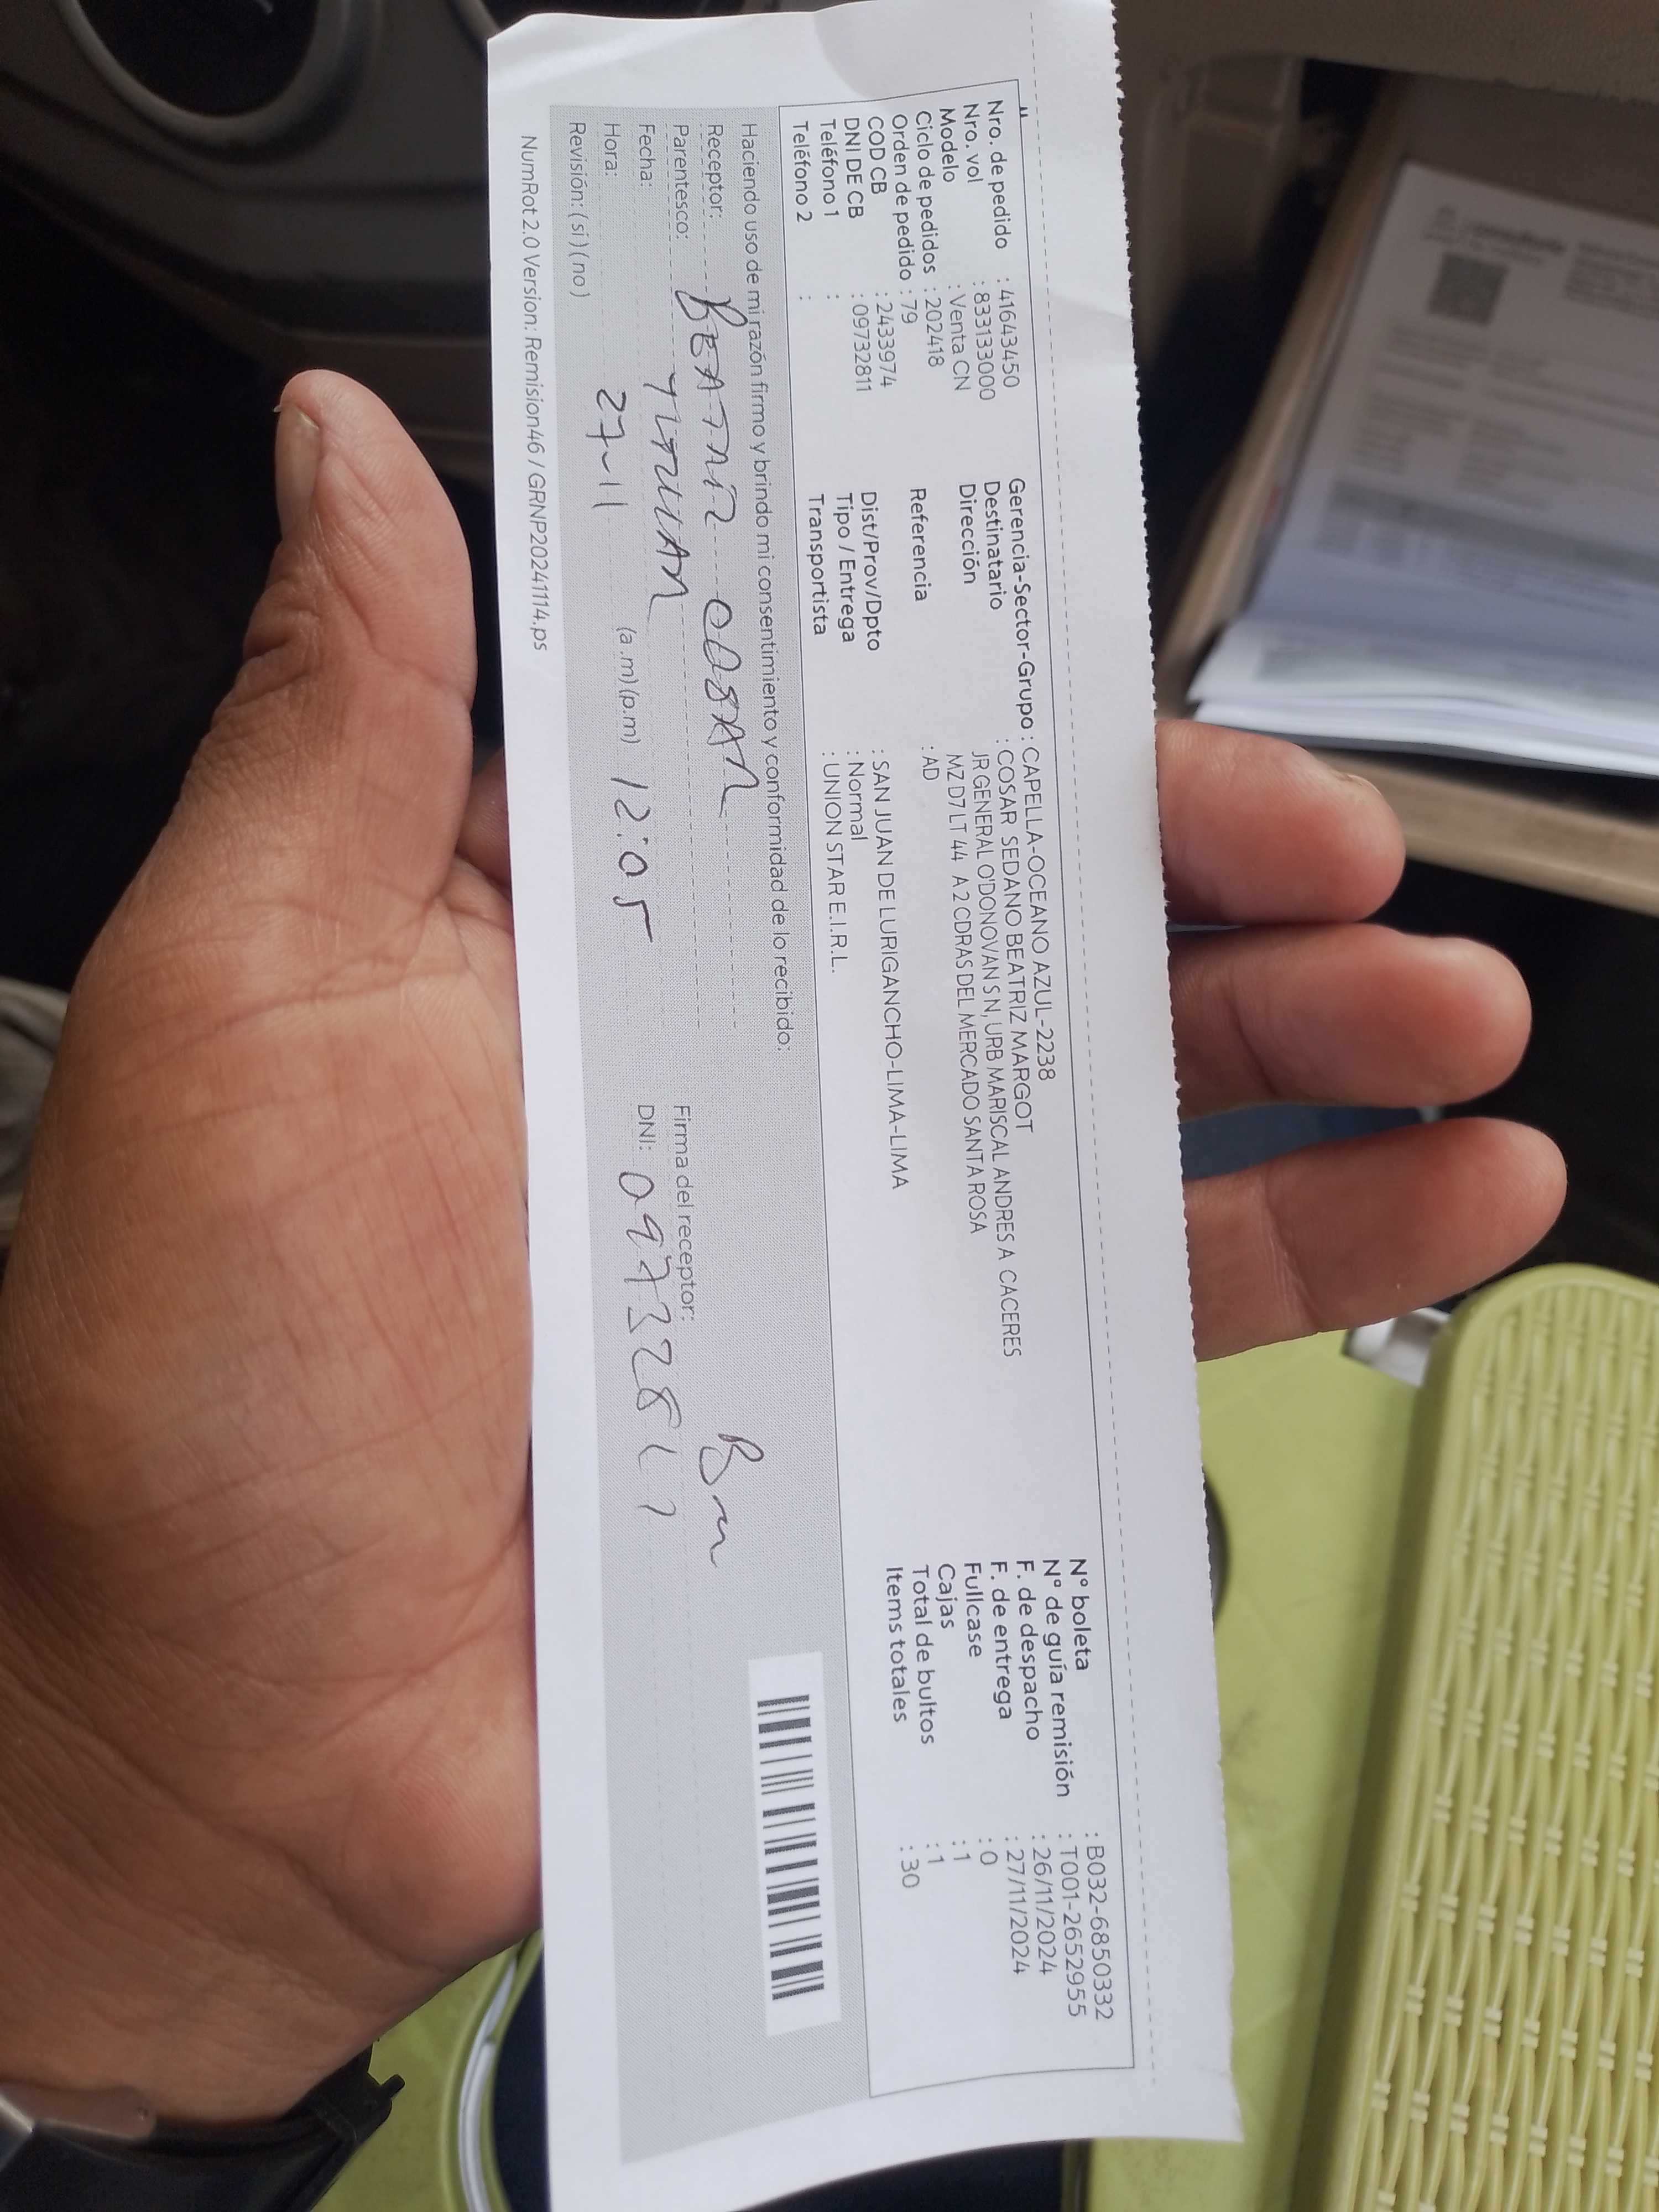 Nro. de pedido : 41643450
Nro. vol : 833133000
Modelo : Venta CN
Ciclo de pedidos : 202418
Orden de pedido : 79
COD CB : 2433974
DNI DE CB : 09732811
Teléfono 1 :
Teléfono 2 :
Gerencia-Sector-Grupo : CAPELLA-OCEANO AZUL-2238
Destinatario : COSAR SEDANO BEATRIZ MARGOT
Dirección JR GENERAL O'DONOVAN S N, URB MARISCAL ANDRES A CACERES
MZ D7 LT 44 A 2 CDRAS DEL MERCADO SANTA ROSA
Referencia : AD
Dist/Prov/Dpto : SAN JUAN DE LURIGANCHO-LIMA-LIMA
Tipo / Entrega : Normal
Transportista : UNION STAR E.I.R.L.
N° boleta : B032-6850332
N° de guía remisión : T001-2652955
F. de despacho : 26/11/2024
F. de entrega : 27/11/2024
Fullcase : 0
Cajas : 1
Total de bultos : 1
Items totales : 30
Haciendo uso de mi razón firmo y brindo mi consentimiento y conformidad de lo recibido:
Receptor: BEATRIZ COSAR
Parentesco: TITULAR
Fecha: 27-11
Hora: (a.m) (p.m) 12:05
Revisión: (si) (no)
Firma del receptor:
DNI: 09732811
NumRot 2.0 Version: Remision46 / GRNP20241114.ps